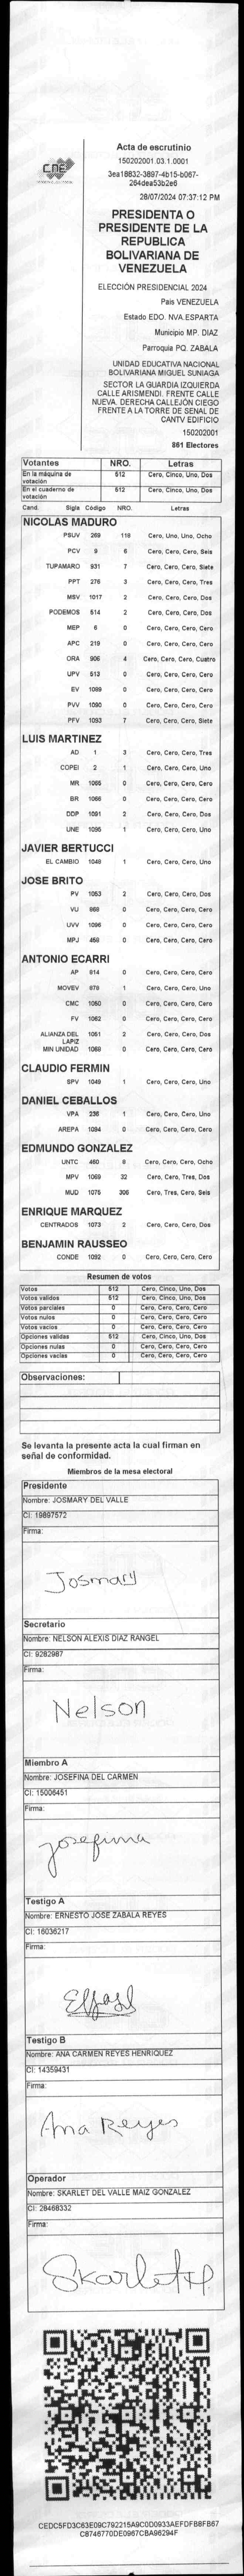 CNE
Acta de escrutinio
150202001.03.1.0001
3ea18832-3897-4b15-b067-
264dea53b2e6
28/07/2024 07:37:12 PM
PRESIDENTA O
PRESIDENTE DE LA
REPUBLICA
BOLIVARIANA DE
VENEZUELA
ELECCIÓN PRESIDENCIAL 2024
Pais VENEZUELA
Estado EDO. NVA.ESPARTA
Municipio MP. DIAZ
Parroquia PQ. ZABALA
UNIDAD EDUCATIVA NACIONAL
BOLIVARIANA MIGUEL SUNIAGA
SECTOR LA GUARDIA IZQUIERDA
CALLE ARISMENDI. FRENTE CALLE
NUEVA. DERECHA CALLEJÓN CIEGO
FRENTE A LA TORRE DE SENAL DE
CANTV EDIFICIO
150202001
861 Electores
Votantes NRO. Letras
En la máquina de votación 512 Cero, Cinco, Uno, Dos
En el cuaderno de votación 512 Cero, Cinco, Uno, Dos
Cand. Sigla Código NRO. Letras
NICOLAS MADURO
PSUV 269 118 Cero, Uno, Uno, Ocho
PCV 9 6 Cero, Cero, Cero, Seis
TUPAMARO 931 7 Cero, Cero, Cero, Siete
PPT 276 3 Cero, Cero, Cero, Tres
MSV 1017 2 Cero, Cero, Cero, Dos
PODEMOS 514 2 Cero, Cero, Cero, Dos
MEP 6 0 Cero, Cero, Cero, Cero
APC 219 0 Cero, Cero, Cero, Cero
ORA 906 4 Cero, Cero, Cero, Cuatro
UPV 513 0 Cero, Cero, Cero, Cero
EV 1089 0 Cero, Cero, Cero, Cero
PVV 1090 0 Cero, Cero, Cero, Cero
PFV 1093 7 Cero, Cero, Cero, Siete
LUIS MARTINEZ
AD 1 3 Cero, Cero, Cero, Tres
COPEI 2 1 Cero, Cero, Cero, Uno
MR 1065 0 Cero, Cero, Cero, Cero
BR 1066 0 Cero, Cero, Cero, Cero
DDP 1091 2 Cero, Cero, Cero, Dos
UNE 1095 1 Cero, Cero, Cero, Uno
JAVIER BERTUCCI
EL CAMBIO 1048 1 Cero, Cero, Cero, Uno
JOSE BRITO
PV 1053 2 Cero, Cero, Cero, Dos
VU 969 0 Cero, Cero, Cero, Cero
UVV 1096 0 Cero, Cero, Cero, Cero
MPJ 458 0 Cero, Cero, Cero, Cero
ANTONIO ECARRI
AP 914 0 Cero, Cero, Cero, Cero
MOVEV 979 1 Cero, Cero, Cero, Uno
CMC 1050 0 Cero, Cero, Cero, Cero
FV 1062 0 Cero, Cero, Cero, Cero
ALIANZA DEL LAPIZ 1051 2 Cero, Cero, Cero, Dos
MIN UNIDAD 1068 0 Cero, Cero, Cero, Cero
CLAUDIO FERMIN
SPV 1049 1 Cero, Cero, Cero, Uno
DANIEL CEBALLOS
VPA 236 1 Cero, Cero, Cero, Uno
AREPA 1094 0 Cero, Cero, Cero, Cero
EDMUNDO GONZALEZ
UNTC 460 8 Cero, Cero, Cero, Ocho
MPV 1069 32 Cero, Cero, Tres, Dos
MUD 1075 306 Cero, Tres, Cero, Seis
ENRIQUE MARQUEZ
CENTRADOS 1073 2 Cero, Cero, Cero, Dos
BENJAMIN RAUSSEO
CONDE 1092 0 Cero, Cero, Cero, Cero
Resumen de votos
Votos 512 Cero, Cinco, Uno, Dos
Votos validos 512 Cero, Cinco, Uno, Dos
Votos parciales 0 Cero, Cero, Cero, Cero
Votos nulos 0 Cero, Cero, Cero, Cero
Votos vacios 0 Cero, Cero, Cero, Cero
Opciones validas 512 Cero, Cinco, Uno, Dos
Opciones nulas 0 Cero, Cero, Cero, Cero
Opciones vacias 0 Cero, Cero, Cero, Cero
Observaciones:
Se levanta la presente acta la cual firman en
señal de conformidad.
Miembros de la mesa electoral
Presidente
Nombre: JOSMARY DEL VALLE
CI: 19897572
Firma:
Josmary
Secretario
Nombre: NELSON ALEXIS DIAZ RANGEL
CI: 9282987
Firma:
Nelson
Miembro A
Nombre: JOSEFINA DEL CARMEN
CI: 15006451
Firma:
Josefina
Testigo A
Nombre: ERNESTO JOSE ZABALA REYES
CI: 16036217
Firma:
Testigo B
Nombre: ANA CARMEN REYES HENRIQUEZ
CI: 14359431
Firma:
Ana Reyes
Operador
Nombre: SKARLET DEL VALLE MAIZ GONZALEZ
CI: 28468332
Firma:
Skarlet
CEDC5FD3C63E09C792215A9C0D0933AEFDFB8FB67
C8746770DE0967CBA96294F